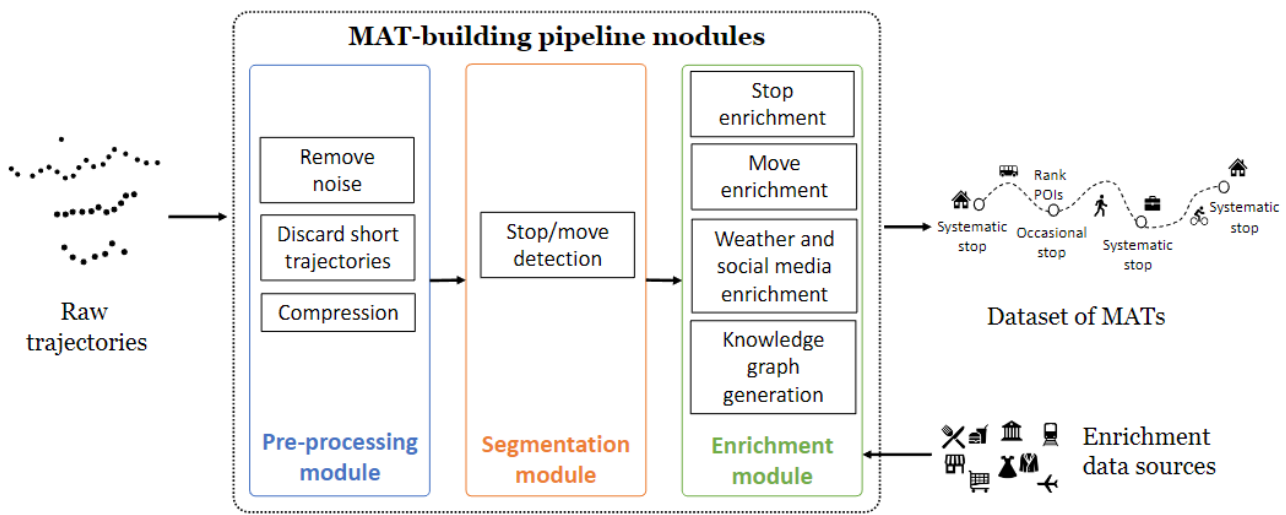 MAT-building pipeline modules
Raw
trajectories
Remove
noise
Discard short
trajectories
Compression
Pre-processing
module
Stop/move
detection
Segmentation
module
Stop
enrichment
Move
enrichment
Weather and
social media
enrichment
Knowledge
graph
generation
Enrichment
module
Systematic
stop
Rank
POIs
Occasional
stop
Systematic
stop
Systematic
stop
Dataset of MATs
Enrichment
data sources